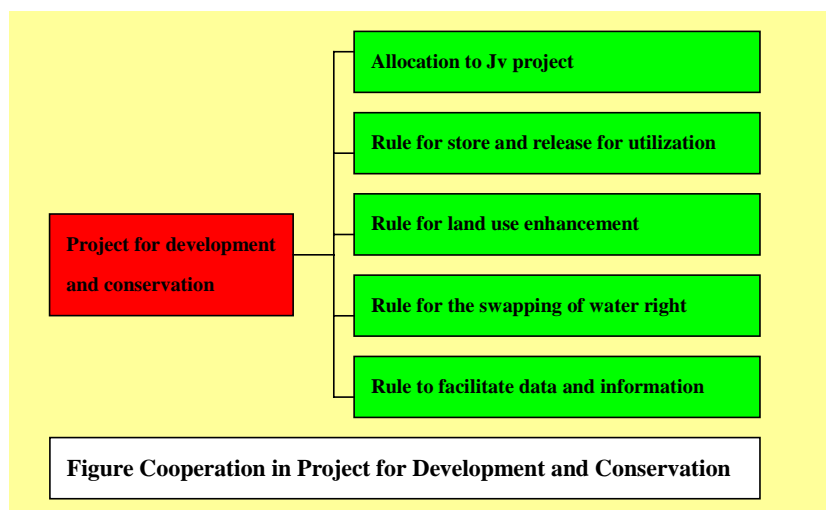 Allocation to Jv project
Rule for store and release for utilization
Rule for land use enhancement
Project for development
and conservation
Rule for the swapping of water right
Rule to facilitate data and information
Figure Cooperation in Project for Development and Conservation